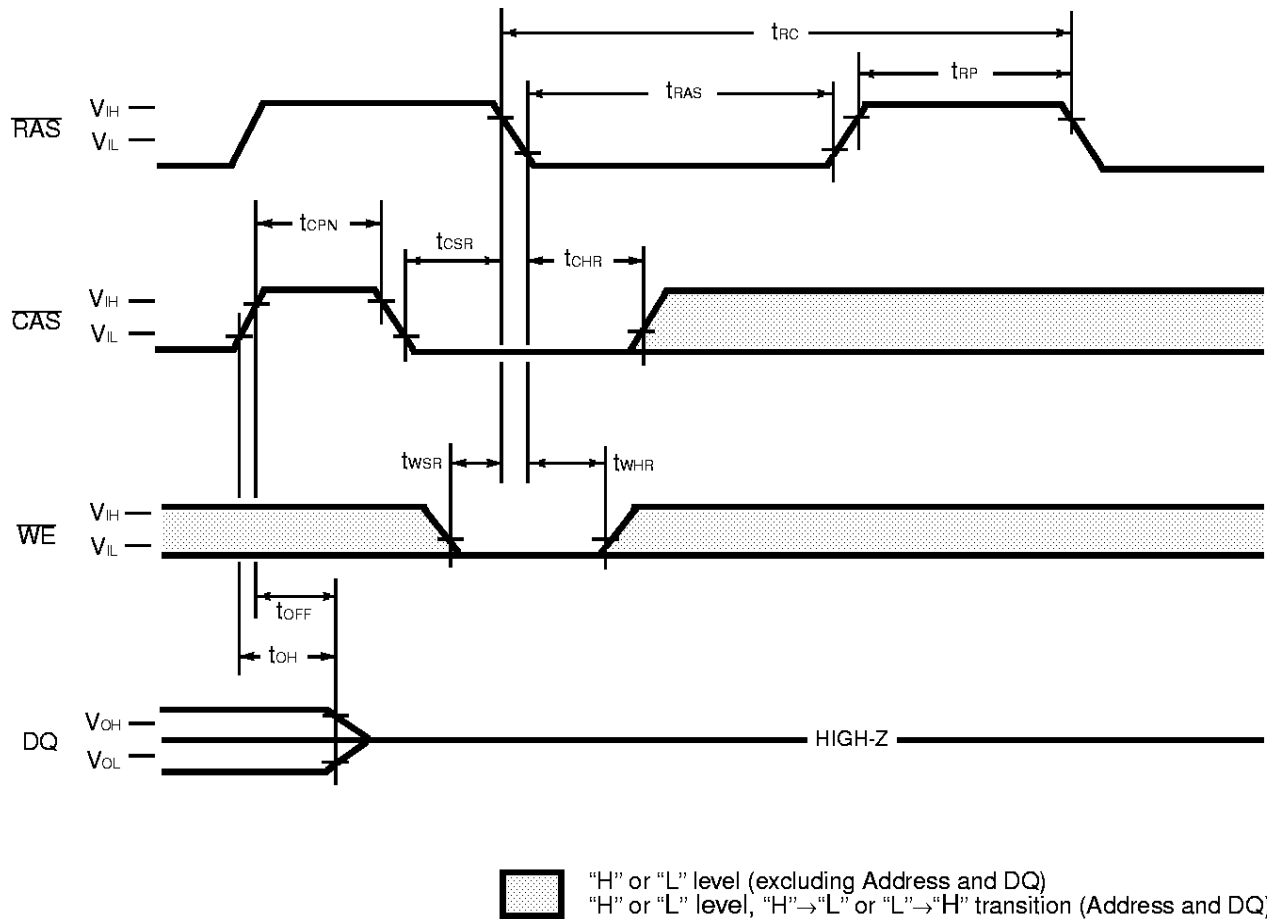 tRC
tRP
tRAS
VIH
RAS
VIL
tCPN
tCSR
tCHR
VIH
CAS
VIL
tWSR
tWHR
VIH
WE
VIL
tOFF
tOH
VOH
DQ
HIGH-Z
VOL
“H” or “L” level (excluding Address and DQ)
“H” or “L” level, “H”→“L” or “L”→“H” transition (Address and DQ)